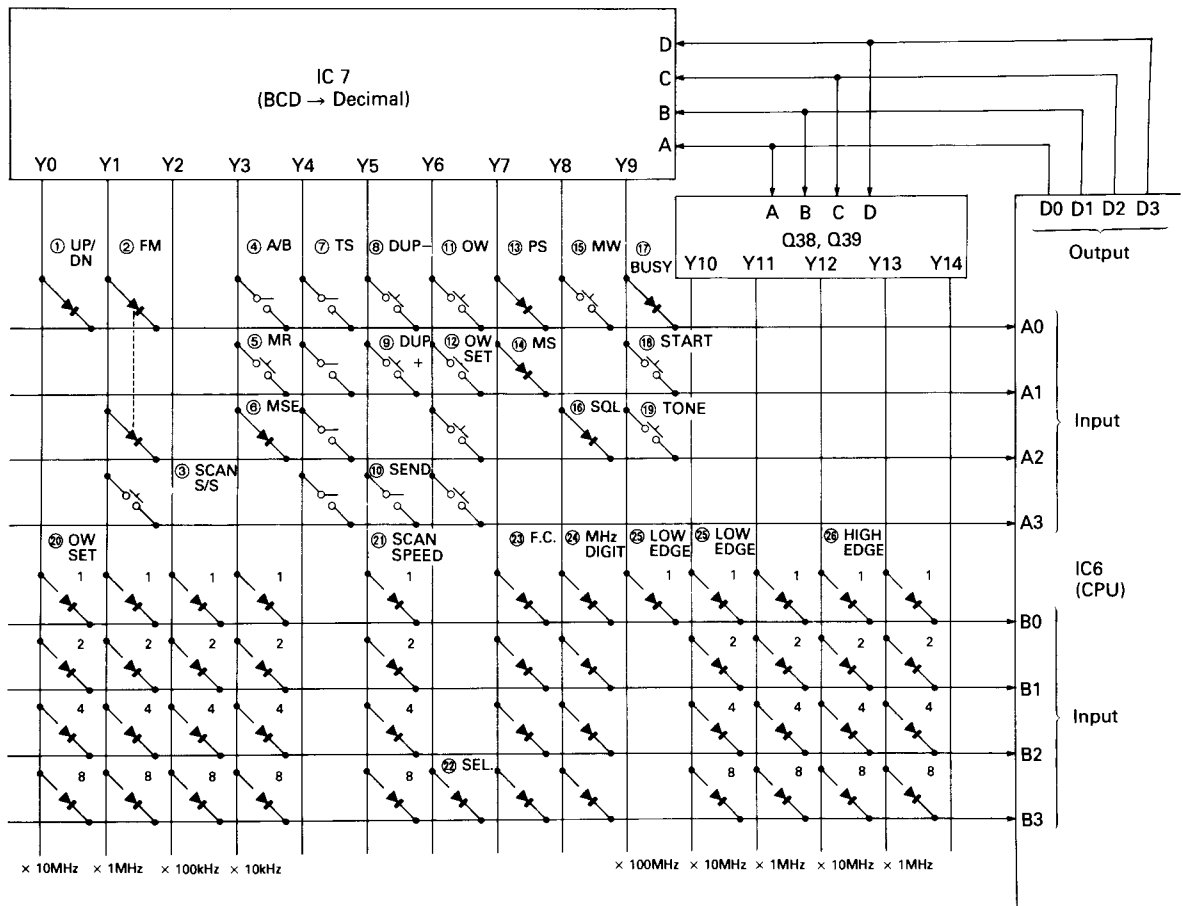 IC 7
(BCD → Decimal)
D
C
B
A
Y0 Y1 Y2 Y3 Y4 Y5 Y6 Y7 Y8 Y9
A B C D
Q38, Q39
Y10 Y11 Y12 Y13 Y14
D0 D1 D2 D3
Output
① UP/
DN
② FM
④ A/B
⑦ TS
⑧ DUP−
⑪ OW
⑬ PS
⑮ MW
⑰
BUSY
A0
⑤ MR
⑨ DUP
+
⑫ OW
SET
⑭ MS
⑱ START
A1
Input
⑥ MSE
⑯ SQL
⑲ TONE
A2
③ SCAN
S/S
⑩ SEND
A3
⑳ OW
SET
㉑ SCAN
SPEED
㉓ F.C.
㉔ MHz
DIGIT
㉕ LOW
EDGE
㉕ LOW
EDGE
㉖ HIGH
EDGE
IC6
(CPU)
1 1 1 1 1 1 1 1 1 1
B0
2 2 2 2 2 2 2 2 2
B1
4 4 4 4 4 4 4 4 4
B2
Input
㉒ SEL.
8 8 8 8 8 8 8 8 8
B3
× 10MHz × 1MHz × 100kHz × 10kHz × 100MHz × 10MHz × 1MHz × 10MHz × 1MHz